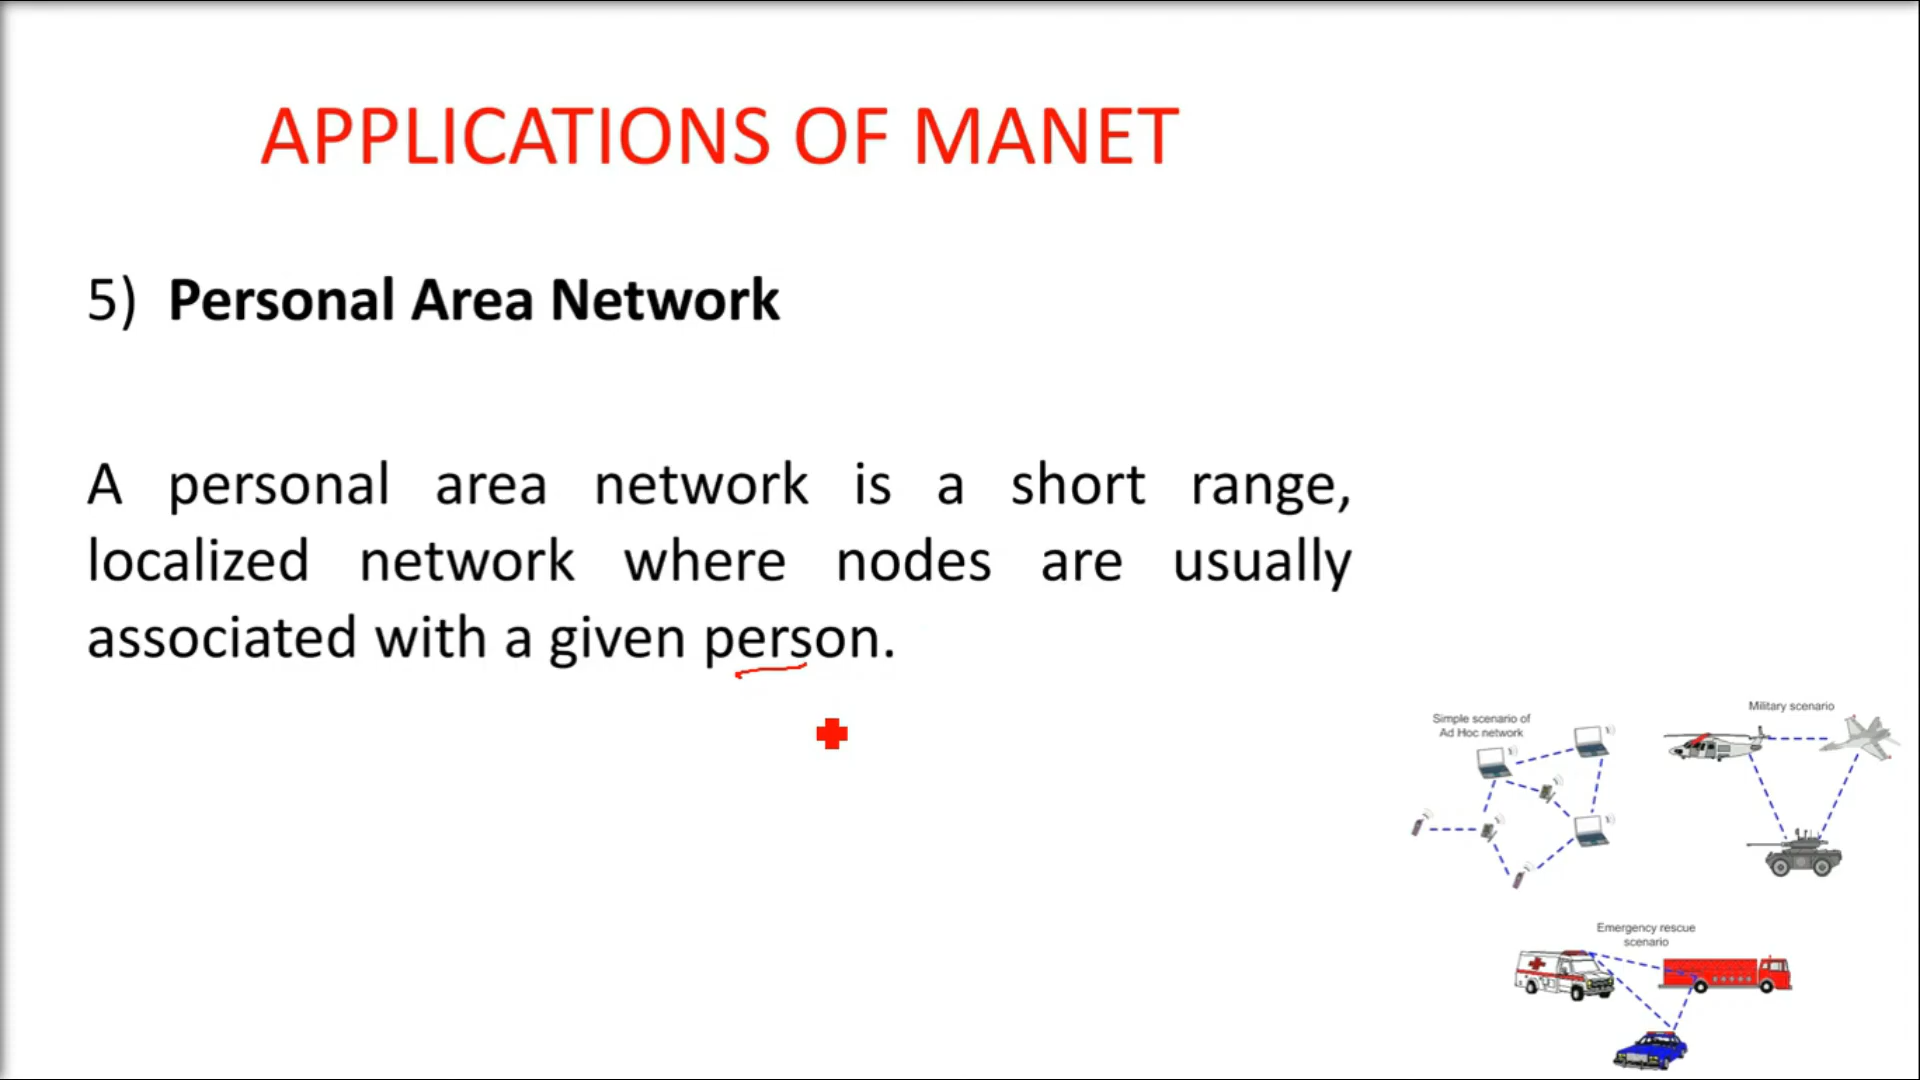 APPLICATIONS OF MANET
5) Personal Area Network
A personal area network is a short range,
localized network where nodes are usually
associated with a given person.
Simple scenario of
Ad Hoc network
Military scenario
Emergency rescue
scenario